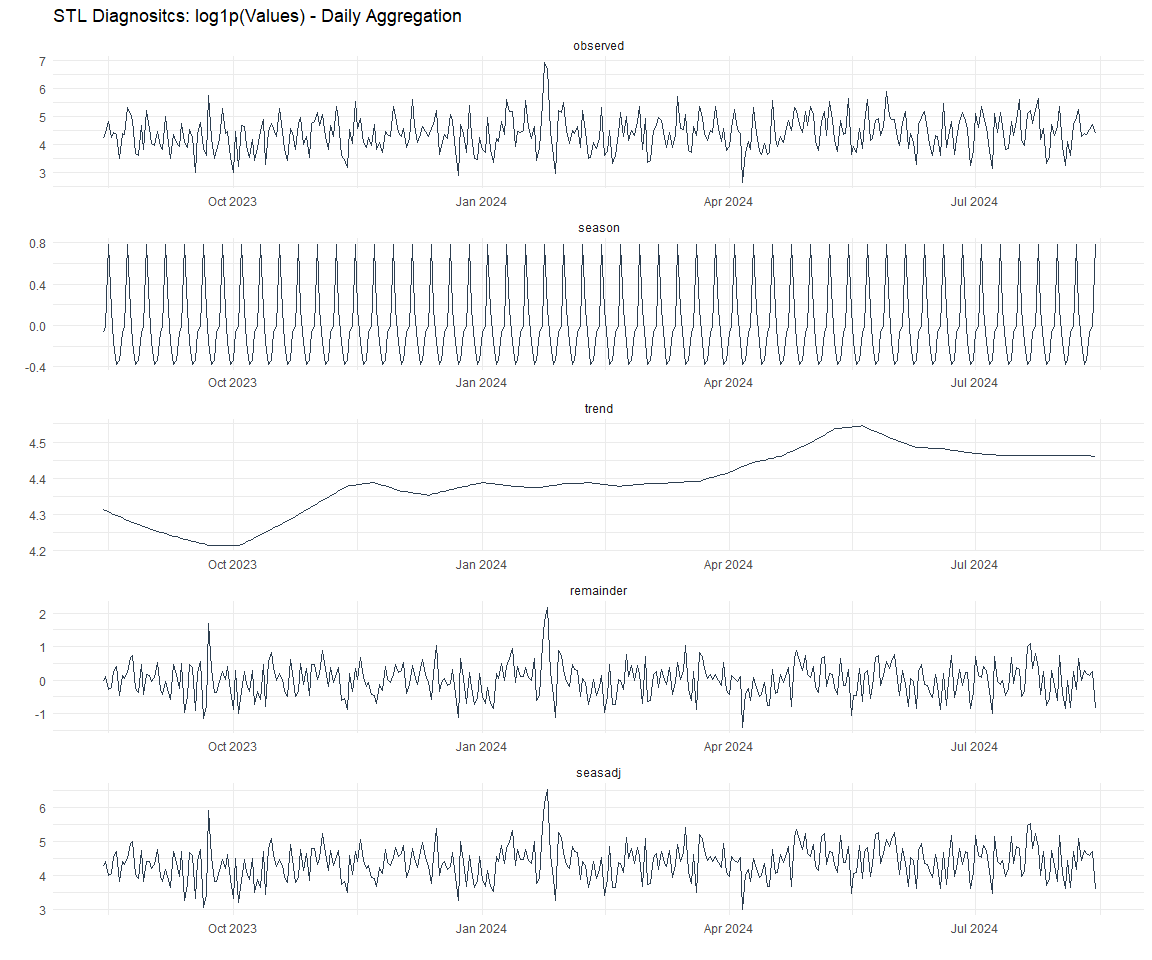 STL Diagnositcs: log1p(Values) - Daily Aggregation
observed
7
6
5
4
3
Oct 2023 Jan 2024 Apr 2024 Jul 2024
season
0.8
0.4
0.0
-0.4
Oct 2023 Jan 2024 Apr 2024 Jul 2024
trend
4.5
4.4
4.3
4.2
Oct 2023 Jan 2024 Apr 2024 Jul 2024
remainder
2
1
0
-1
Oct 2023 Jan 2024 Apr 2024 Jul 2024
seasadj
6
5
4
3
Oct 2023 Jan 2024 Apr 2024 Jul 2024